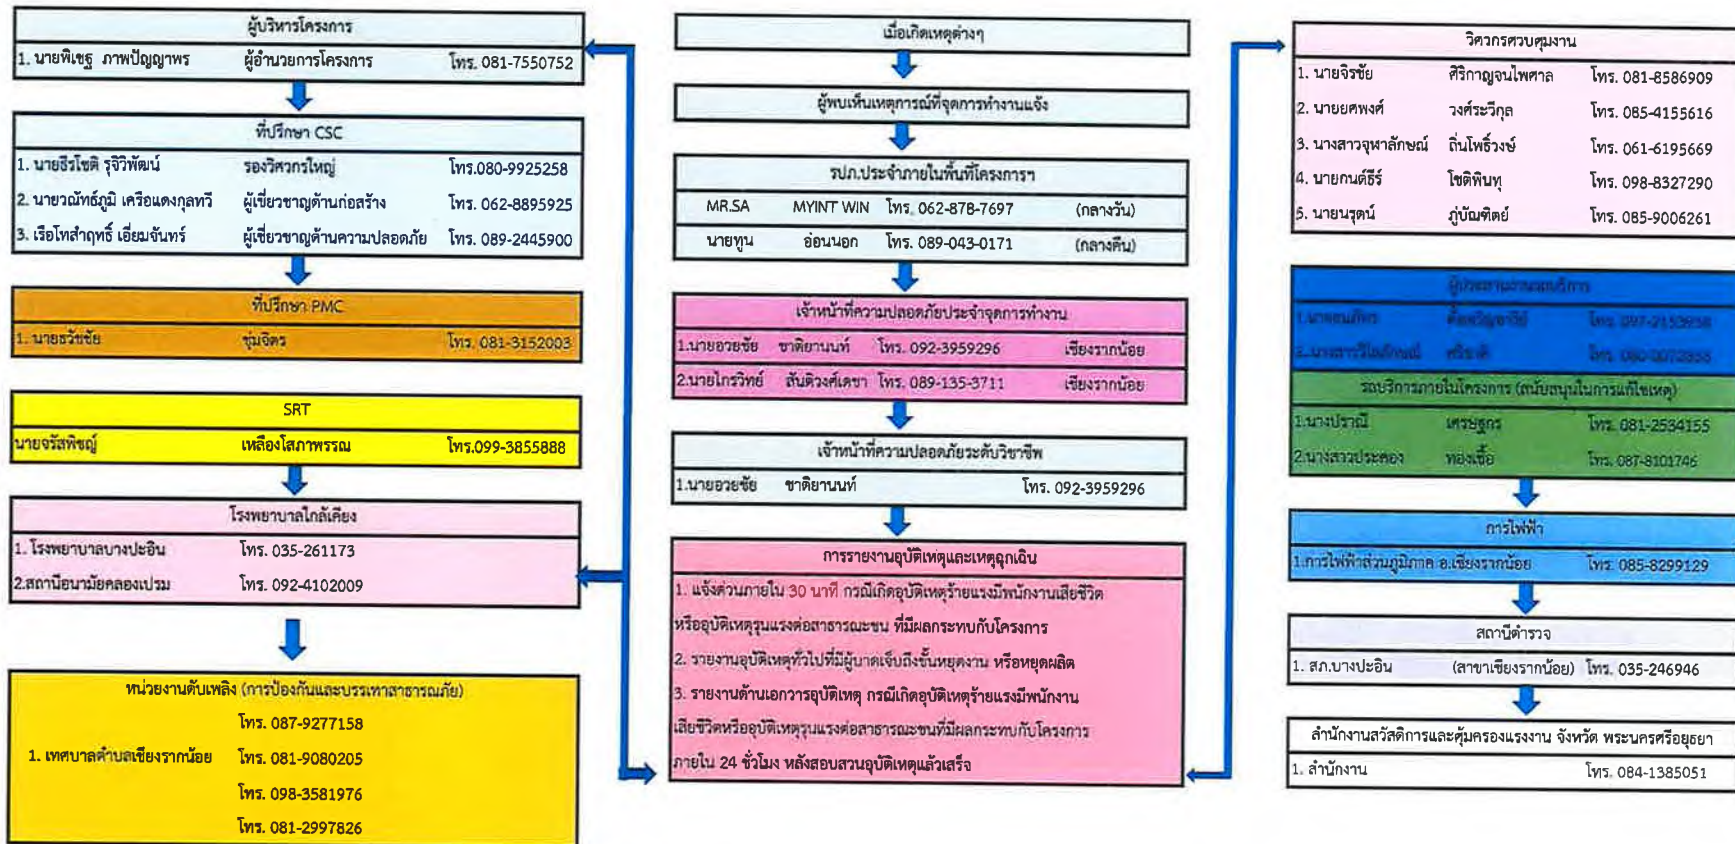 ผู้บริหารโครงการ
1. นายพิเชฐ ภาพปัญญาพร ผู้อำนวยการโครงการ โทร. 081-7550752
ที่ปรึกษา CSC
1. นายธีรโชติ รุจิวิพัฒน์ รองวิศวกรใหญ่ โทร.080-9925258
2. นายวณัทธ์ภูมิ เครือแดงกุลทวี ผู้เชี่ยวชาญด้านก่อสร้าง โทร. 062-8895925
3. เรือโทสำฤทธิ์ เอี่ยมจันทร์ ผู้เชี่ยวชาญด้านความปลอดภัย โทร. 089-2445900
ที่ปรึกษา PMC
1. นายธวัชชัย ชุ่มจิตร โทร. 081-3152003
SRT
นายจรัสพิชญ์ เหลืองโสภาพรรณ โทร.099-3855888
โรงพยาบาลใกล้เคียง
1. โรงพยาบาลบางปะอิน โทร. 035-261173
2.สถานีอนามัยคลองเปรม โทร. 092-4102009
หน่วยงานดับเพลิง (การป้องกันและบรรเทาสาธารณภัย)
โทร. 087-9277158
1. เทศบาลตำบลเชียงรากน้อย โทร. 081-9080205
โทร. 098-3581976
โทร. 081-2997826
เมื่อเกิดเหตุต่างๆ
ผู้พบเห็นเหตุการณ์ที่จุดการทำงานแจ้ง
รปภ.ประจำภายในพื้นที่โครงการฯ
MR.SA MYINT WIN โทร. 062-878-7697 (กลางวัน)
นายทูน อ่อนนอก โทร. 089-043-0171 (กลางคืน)
เจ้าหน้าที่ความปลอดภัยประจำจุดการทำงาน
1.นายอวยชัย ชาติยานนท์ โทร. 092-3959296 เชียงรากน้อย
2.นายไกรวิทย์ สันติวงศ์เดชา โทร. 089-135-3711 เชียงรากน้อย
เจ้าหน้าที่ความปลอดภัยระดับวิชาชีพ
1.นายอวยชัย ชาติยานนท์ โทร. 092-3959296
การรายงานอุบัติเหตุและเหตุฉุกเฉิน
1. แจ้งด่วนภายใน 30 นาที กรณีเกิดอุบัติเหตุร้ายแรงมีพนักงานเสียชีวิต
หรืออุบัติเหตุรุนแรงต่อสาธารณะชน ที่มีผลกระทบกับโครงการ
2. รายงานอุบัติเหตุทั่วไปที่มีผู้บาดเจ็บถึงขั้นหยุดงาน หรือหยุดผลิต
3. รายงานด้านเอกวารอุบัติเหตุ กรณีเกิดอุบัติเหตุร้ายแรงมีพนักงาน
เสียชีวิตหรืออุบัติเหตุรุนแรงต่อสาธารณะชนที่มีผลกระทบกับโครงการ
ภายใน 24 ชั่วโมง หลังสอบสวนอุบัติเหตุแล้วเสร็จ
วิศวกรควบคุมงาน
1. นายจิรชัย ศิริกาญจนไพศาล โทร. 081-8586909
2. นายยศพงศ์ วงศ์ระวีกุล โทร. 085-4155616
3. นางสาวจุฬาลักษณ์ ถิ่นโพธิ์วงษ์ โทร. 061-6195669
4. นายกนต์ธีร์ โชติพินทุ โทร. 098-8327290
5. นายนรุตน์ ภู่บัณฑิตย์ โทร. 085-9006261
ผู้ประสานงานรถบริการ
รถบริการภายในโครงการ (สนับสนุนในการแก้ไขเหตุ)
1.นางปราณี เศรษฐกร โทร. 081-2534155
2.นางสาวประคอง ทองเชื้อ โทร. 087-8101746
การไฟฟ้า
1.การไฟฟ้าส่วนภูมิภาค อ.เชียงรากน้อย โทร. 085-8299129
สถานีตำรวจ
1. สภ.บางปะอิน (สาขาเชียงรากน้อย) โทร. 035-246946
สำนักงานสวัสดิการและคุ้มครองแรงงาน จังหวัด พระนครศรีอยุธยา
1. สำนักงาน โทร. 084-1385051